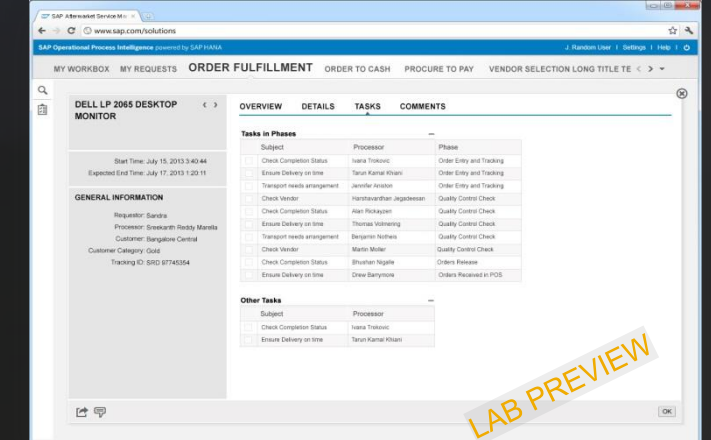 SAP Aftermarket Service Mo
www.sap.com/solutions
SAP Operational Process Intelligence powered by SAP HANA
J. Random User | Settings | Help |
MY WORKBOX MY REQUESTS ORDER FULFILLMENT ORDER TO CASH PROCURE TO PAY VENDOR SELECTION LONG TITLE TE
DELL LP 2065 DESKTOP
MONITOR
Start Time: July 15, 2013 3:40:44
Expected End Time: July 17, 2013 1:20:11
GENERAL INFORMATION
Requestor: Sandra
Processor: Sreekanth Reddy Marella
Customer: Bangalore Central
Customer Category: Gold
Tracking ID: SRD 97745354
OVERVIEW DETAILS TASKS COMMENTS
Tasks in Phases
Subject Processor Phase
Check Completion Status Ivana Trekovic Order Entry and Tracking
Ensure Delivery on time Tarun Kamal Khiani Order Entry and Tracking
Transport needs arrangement Jennifer Aniston Order Entry and Tracking
Check Vendor Harshavardhan Jegadeesan Quality Control Check
Check Completion Status Alan Rickayzen Quality Control Check
Ensure Delivery on time Thomas Volmering Quality Control Check
Transport needs arrangement Benjamin Notheis Quality Control Check
Check Vendor Martin Moller Quality Control Check
Check Completion Status Bhushan Nigalle Orders Release
Ensure Delivery on time Drew Barrymore Orders Received in POS
Other Tasks
Subject Processor
Check Completion Status Ivana Trekovic
Ensure Delivery on time Tarun Kamal Khiani
LAB PREVIEW
OK